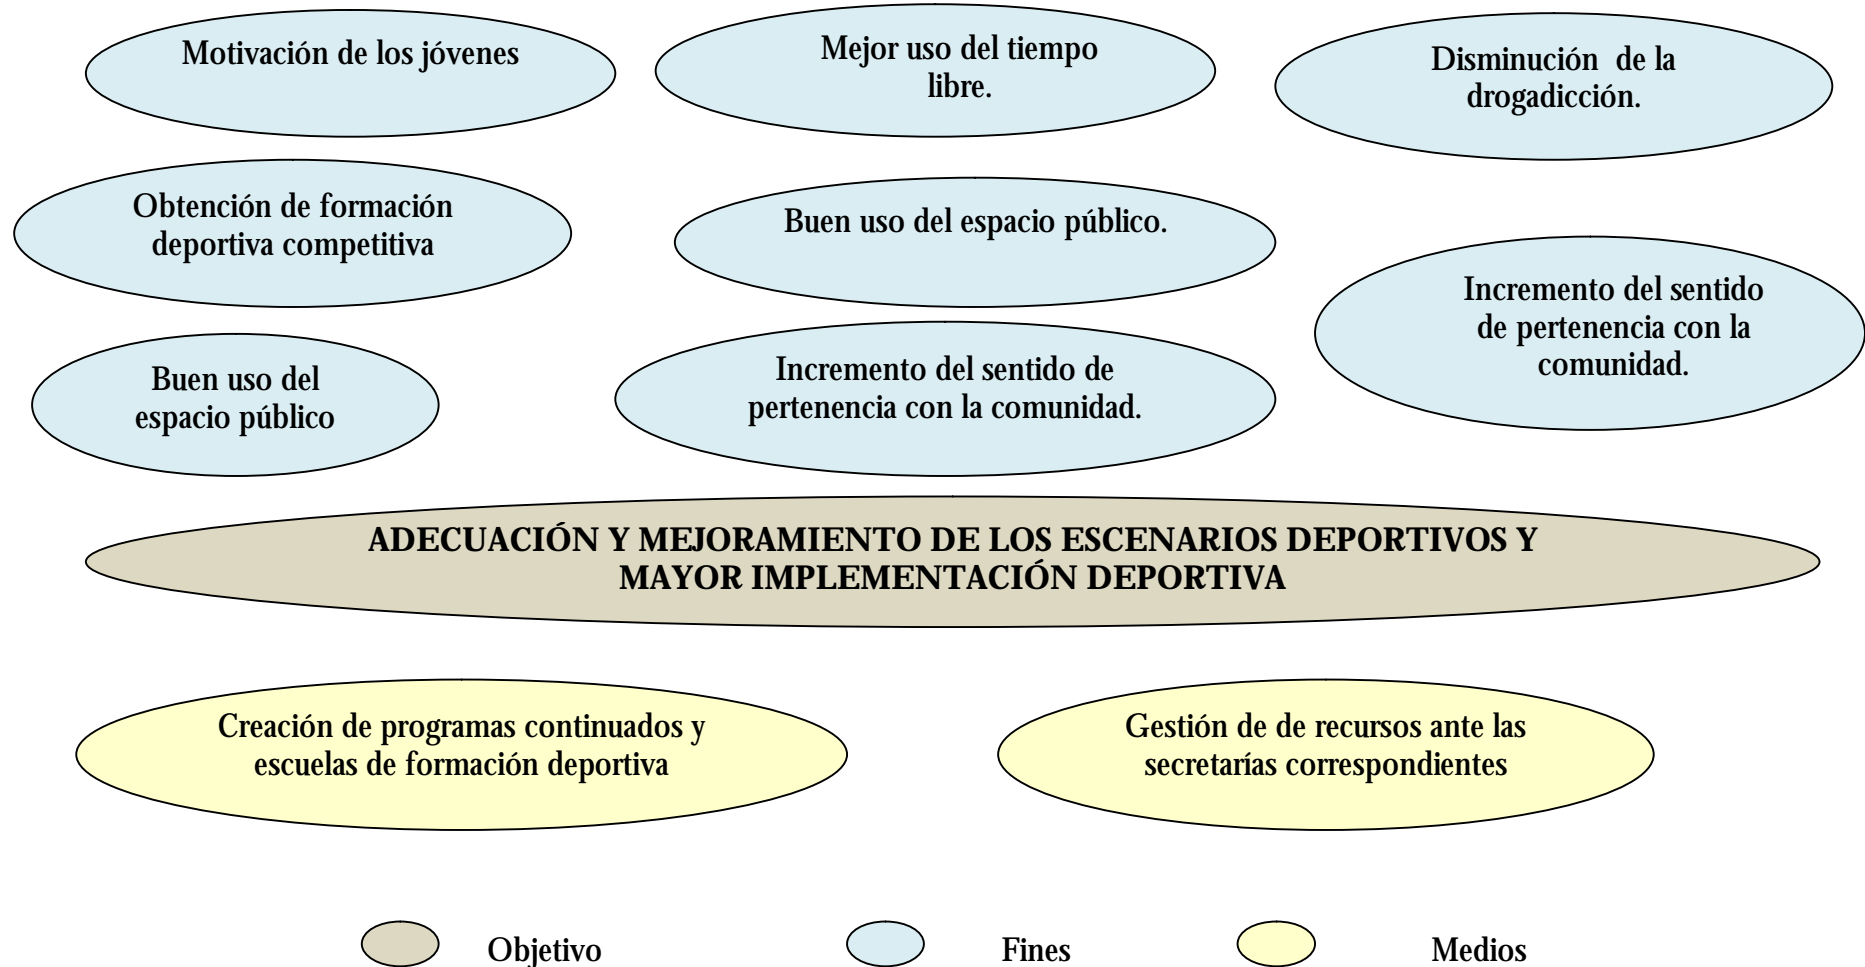 Motivación de los jóvenes
Mejor uso del tiempo
libre.
Disminución de la
drogadicción.
Obtención de formación
deportiva competitiva
Buen uso del espacio público.
Incremento del sentido
de pertenencia con la
comunidad.
Buen uso del
espacio público
Incremento del sentido de
pertenencia con la comunidad.
ADECUACIÓN Y MEJORAMIENTO DE LOS ESCENARIOS DEPORTIVOS Y
MAYOR IMPLEMENTACIÓN DEPORTIVA
Creación de programas continuados y
escuelas de formación deportiva
Gestión de de recursos ante las
secretarías correspondientes
Objetivo
Fines
Medios